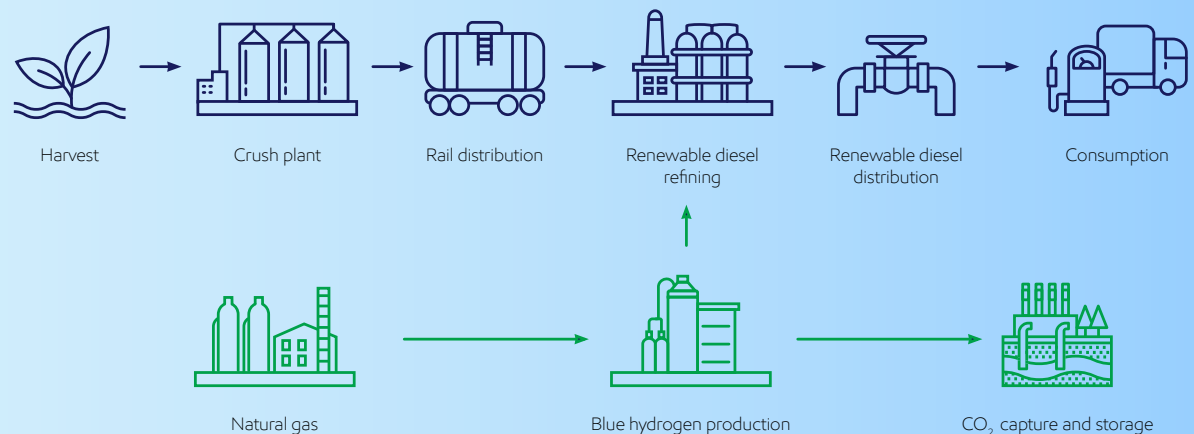 Harvest
Crush plant
Rail distribution
Renewable diesel
refining
Renewable diesel
distribution
Consumption
Natural gas
Blue hydrogen production
CO₂ capture and storage